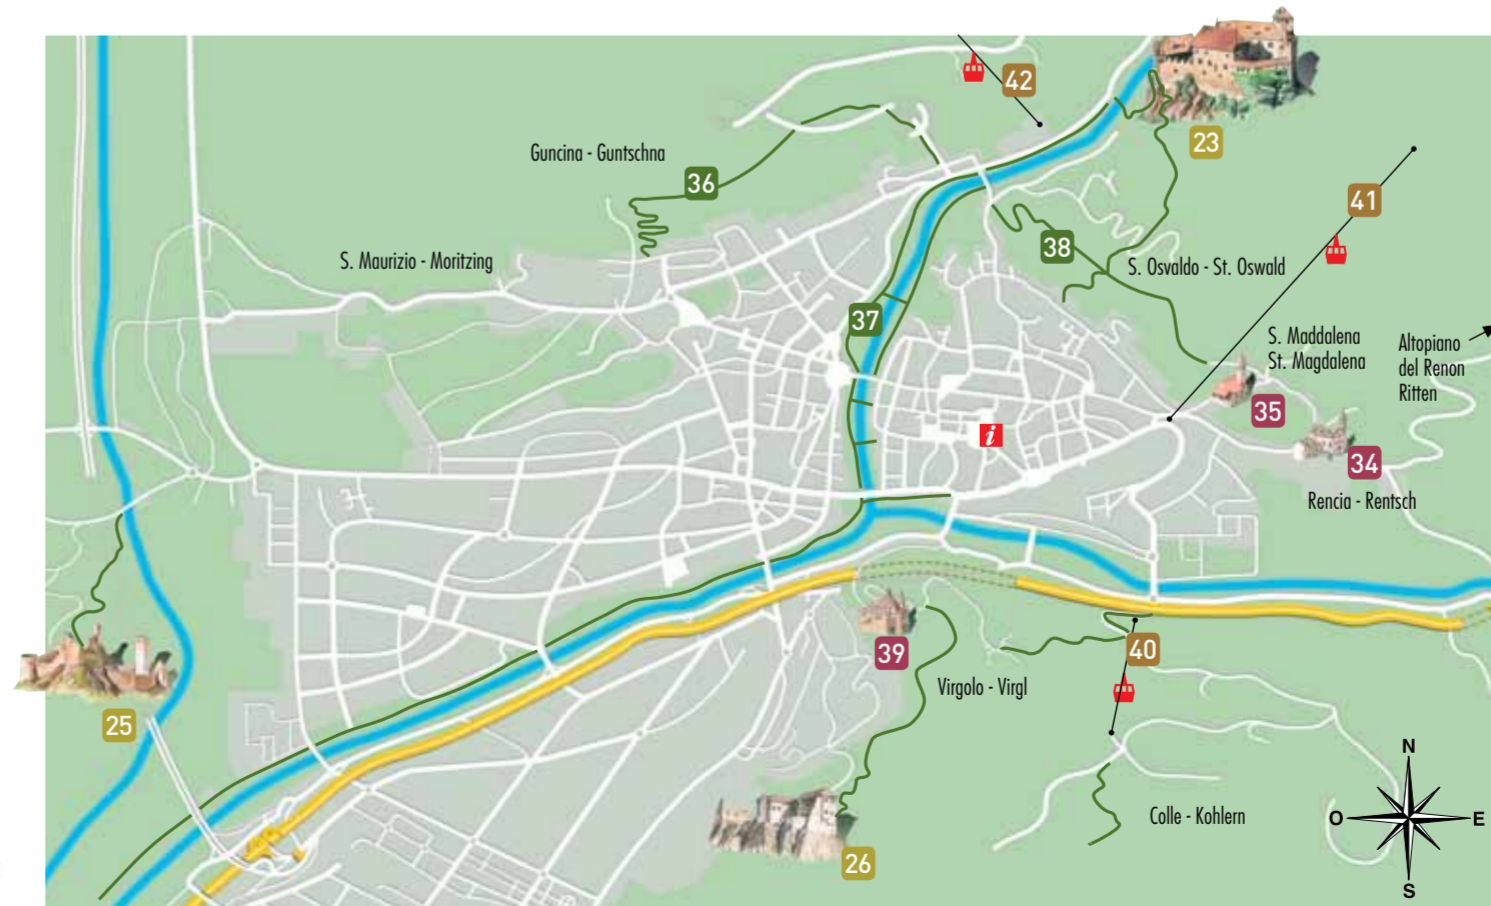 42
23
Guncina - Guntschna
36
41
38
S. Maurizio - Moritzing
S. Osvaldo - St. Oswald
37
S. Maddalena
St. Magdalena
Altopiano
del Renon
Ritten
35
i
34
Rencia - Rentsch
39
40
Virgolo - Virgl
25
Colle - Kohlern
26
N
O
E
S